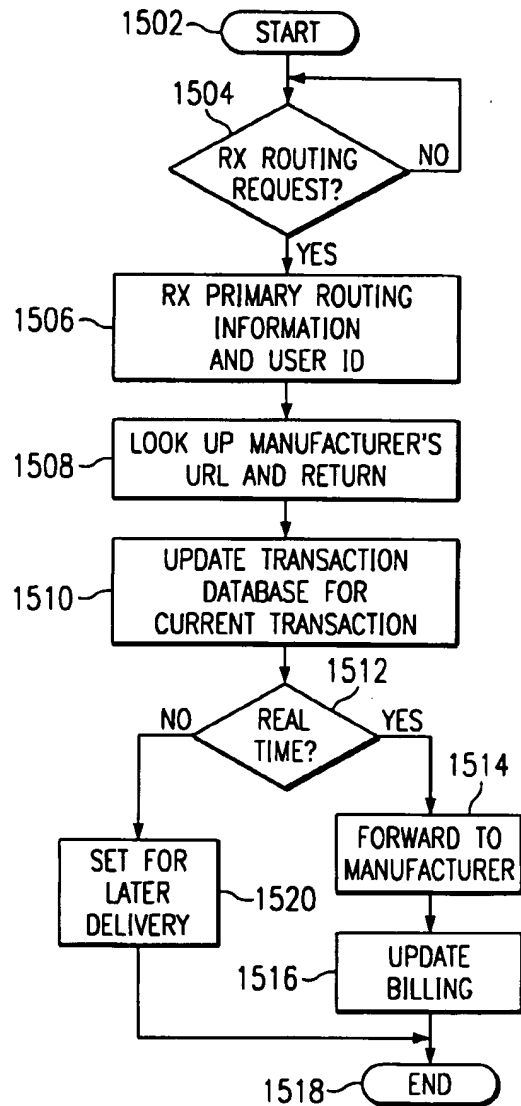 1502
START
1504
RX ROUTING
REQUEST?
NO
YES
1506
RX PRIMARY ROUTING
INFORMATION
AND USER ID
1508
LOOK UP MANUFACTURER'S
URL AND RETURN
1510
UPDATE TRANSACTION
DATABASE FOR
CURRENT TRANSACTION
1512
NO
REAL
TIME?
YES
1514
FORWARD TO
MANUFACTURER
SET FOR
LATER
DELIVERY
1520
1516
UPDATE
BILLING
1518
END